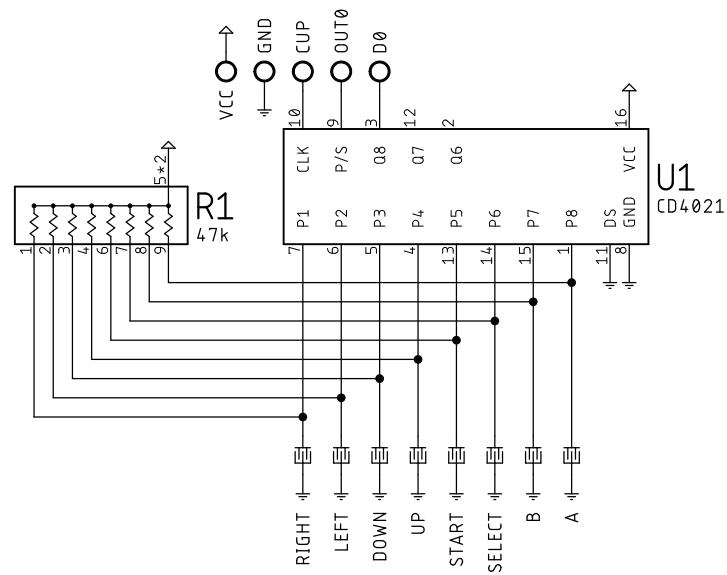 VCC
GND
CUP
OUT0
D0
10
9
3
12
2
16
CLK
P/S
Q8
Q7
Q6
VCC
U1
CD4021
P1
P2
P3
P4
P5
P6
P7
P8
DS
GND
7
6
5
4
13
14
15
1
11
8
5*2
R1
47k
1
2
3
4
6
7
8
9
RIGHT
LEFT
DOWN
UP
START
SELECT
B
A